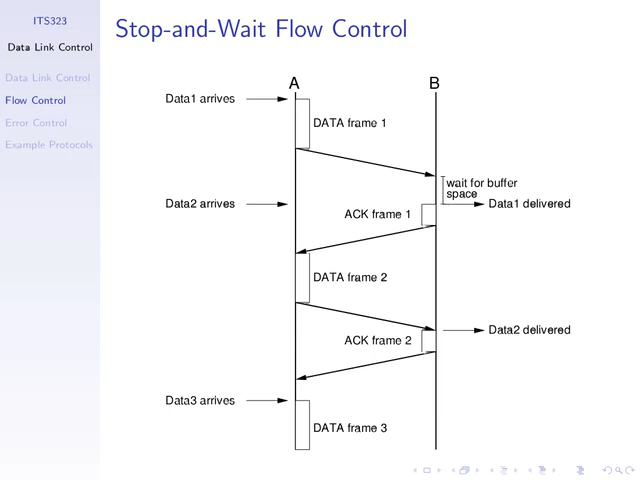 ITS323
Data Link Control
Data Link Control
Flow Control
Error Control
Example Protocols
Stop-and-Wait Flow Control
A
B
Data1 arrives
DATA frame 1
wait for buffer
space
Data2 arrives
Data1 delivered
ACK frame 1
DATA frame 2
Data2 delivered
ACK frame 2
Data3 arrives
DATA frame 3